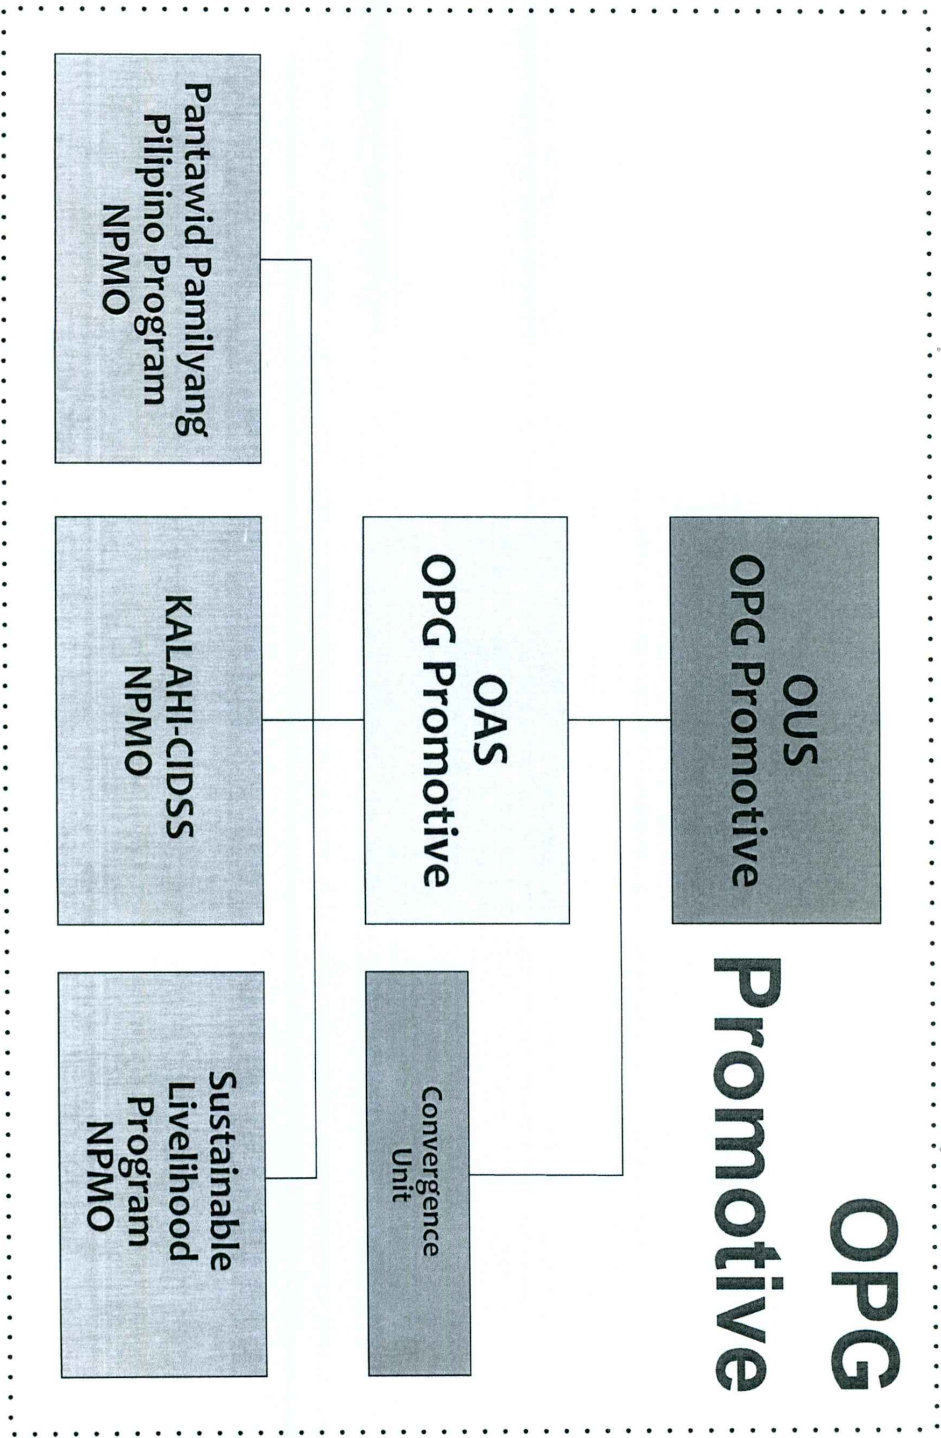 OPG
Promotive
OUS
OPG Promotive
OAS
OPG Promotive
Convergence
Unit
Pantawid Pamilyang
Pilipino Program
NPMO
KALAHI-CIDSS
NPMO
Sustainable
Livelihood
Program
NPMO